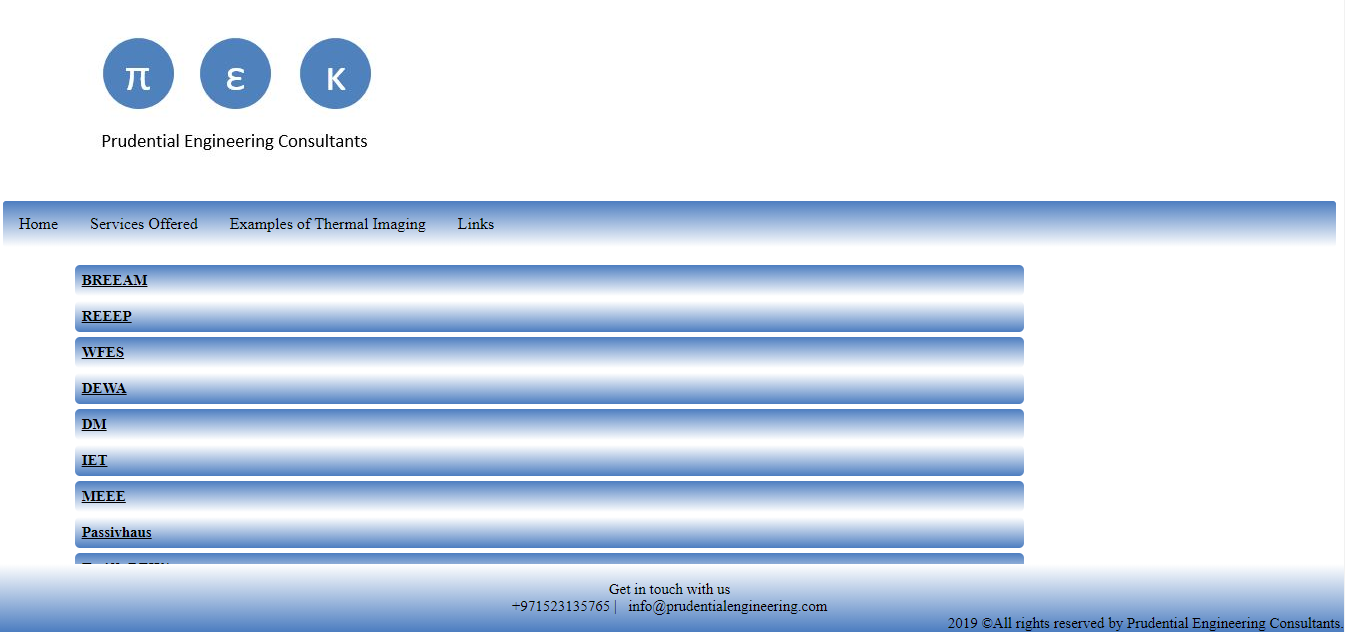 π ε κ
Prudential Engineering Consultants
Home Services Offered Examples of Thermal Imaging Links
BREEAM
REEEP
WFES
DEWA
DM
IET
MEEE
Passivhaus
Get in touch with us
+971523135765 | info@prudentialengineering.com
2019 ©All rights reserved by Prudential Engineering Consultants.